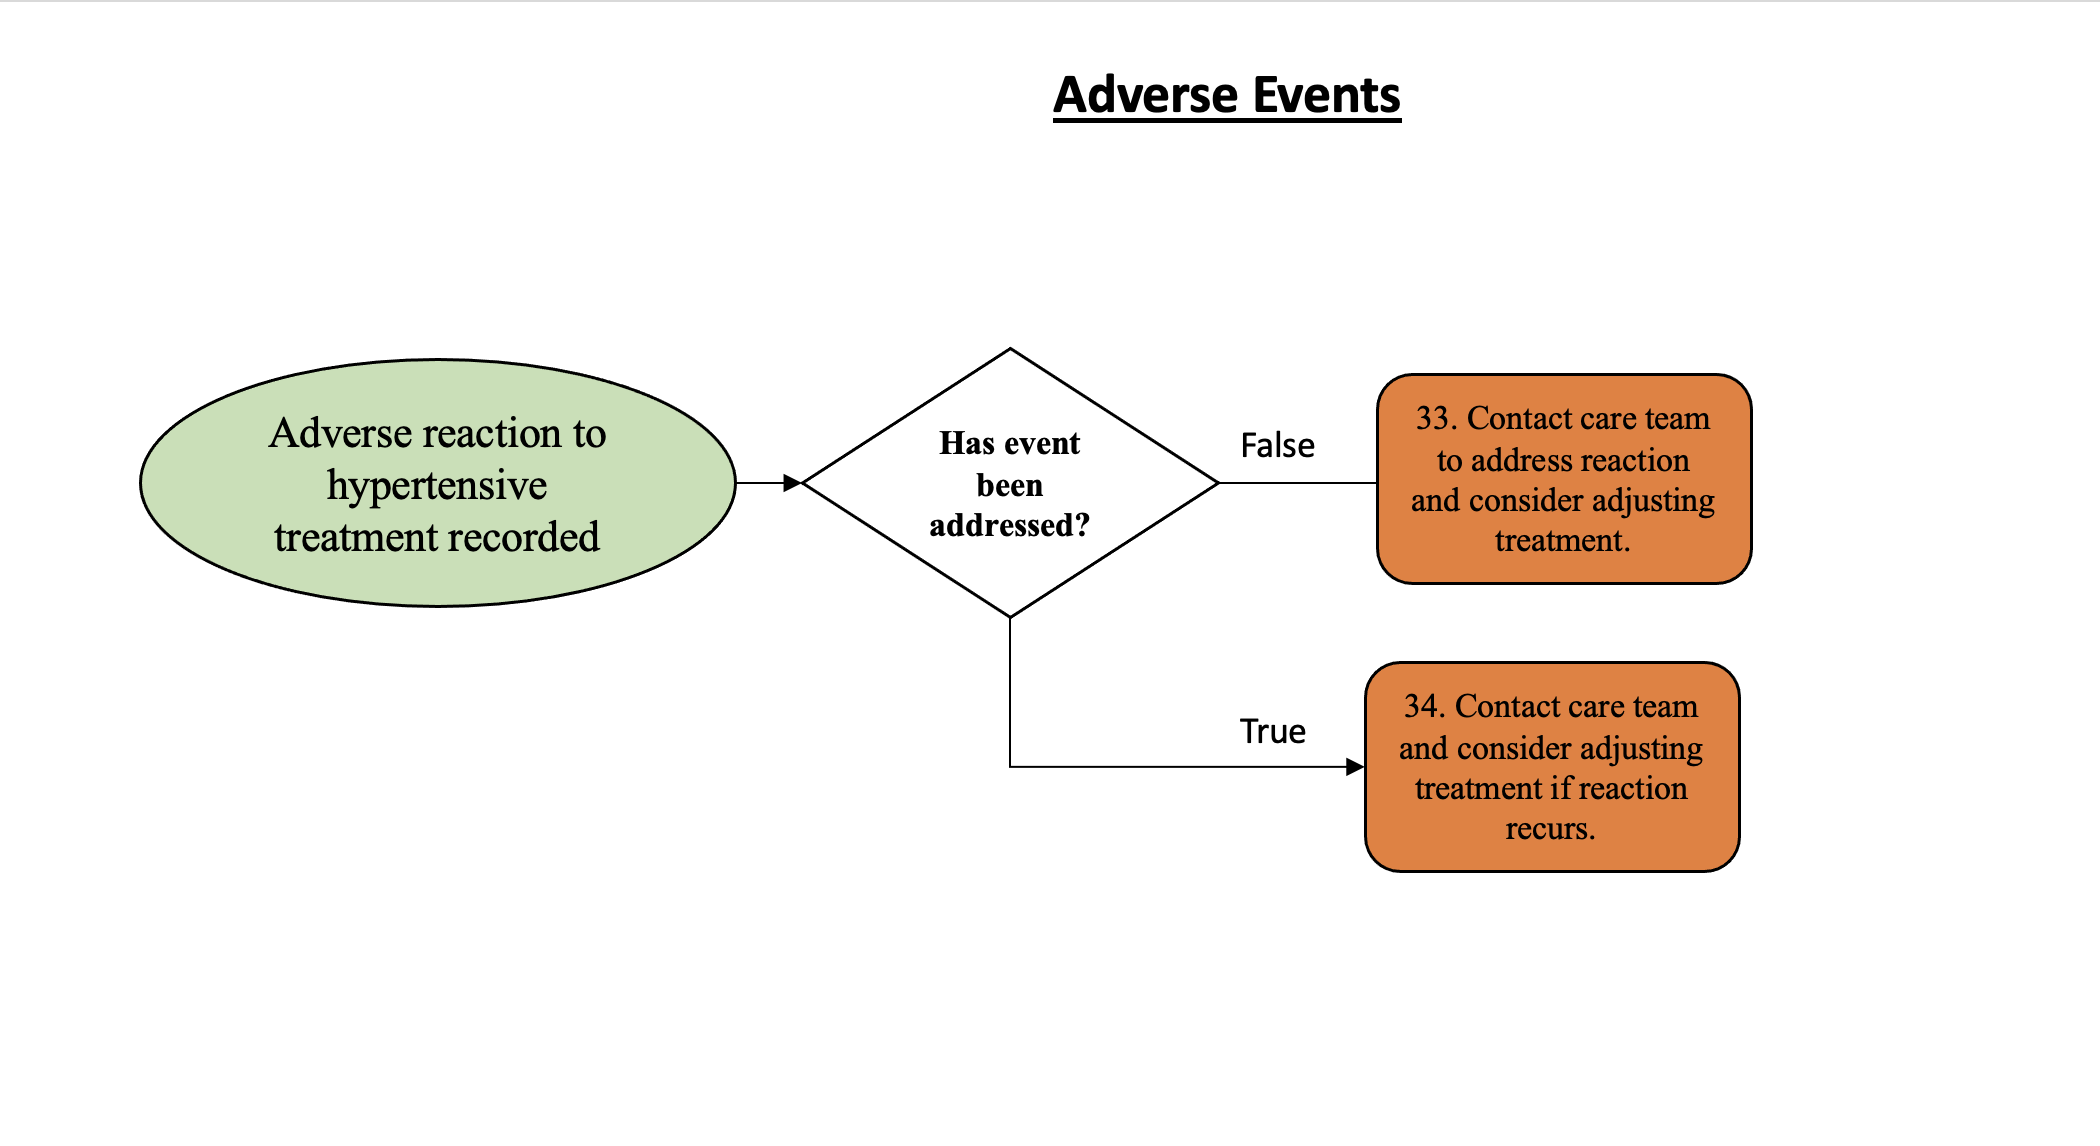 Adverse Events
Adverse reaction to
hypertensive
treatment recorded
Has event
been
addressed?
False
33. Contact care team
to address reaction
and consider adjusting
treatment.
True
34. Contact care team
and consider adjusting
treatment if reaction
recurs.